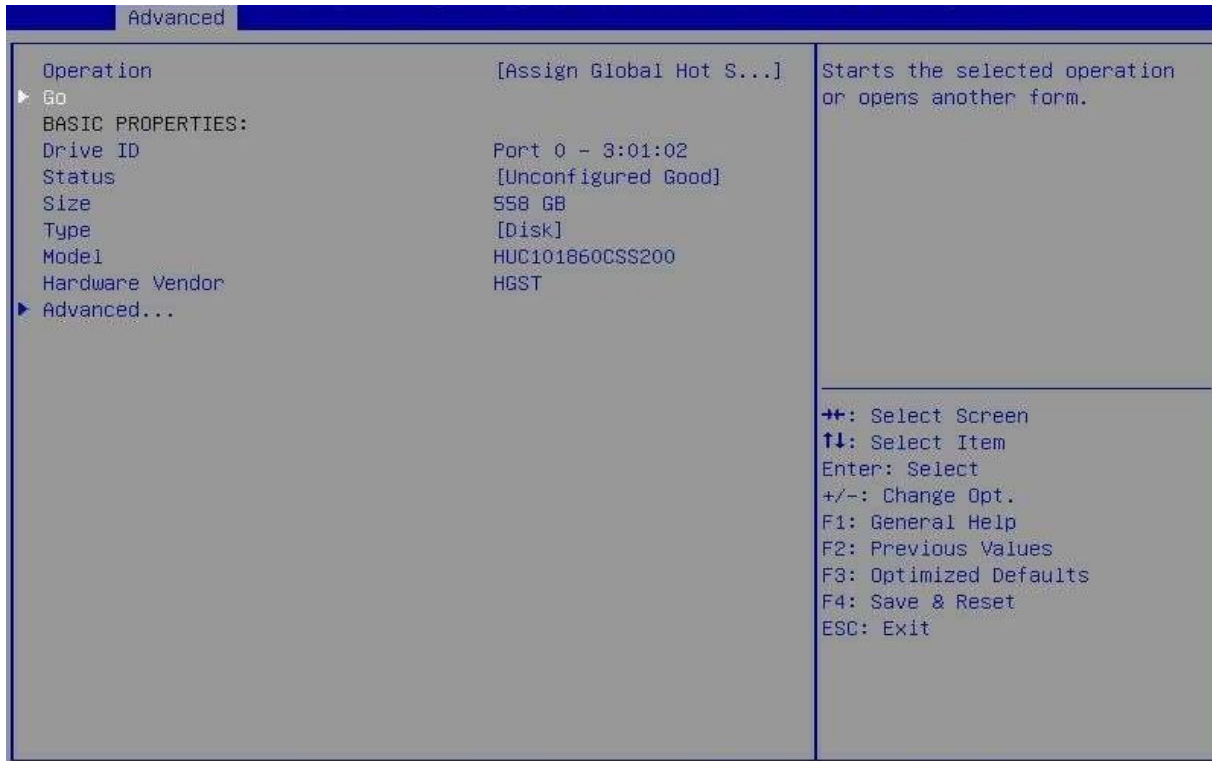 Advanced
Operation [Assign Global Hot S...]
▶ Go
BASIC PROPERTIES:
Drive ID Port 0 - 3:01:02
Status [Unconfigured Good]
Size 558 GB
Type [Disk]
Model HUC101860CSS200
Hardware Vendor HGST
▶ Advanced...
Starts the selected operation
or opens another form.
→←: Select Screen
↑↓: Select Item
Enter: Select
+/-: Change Opt.
F1: General Help
F2: Previous Values
F3: Optimized Defaults
F4: Save & Reset
ESC: Exit